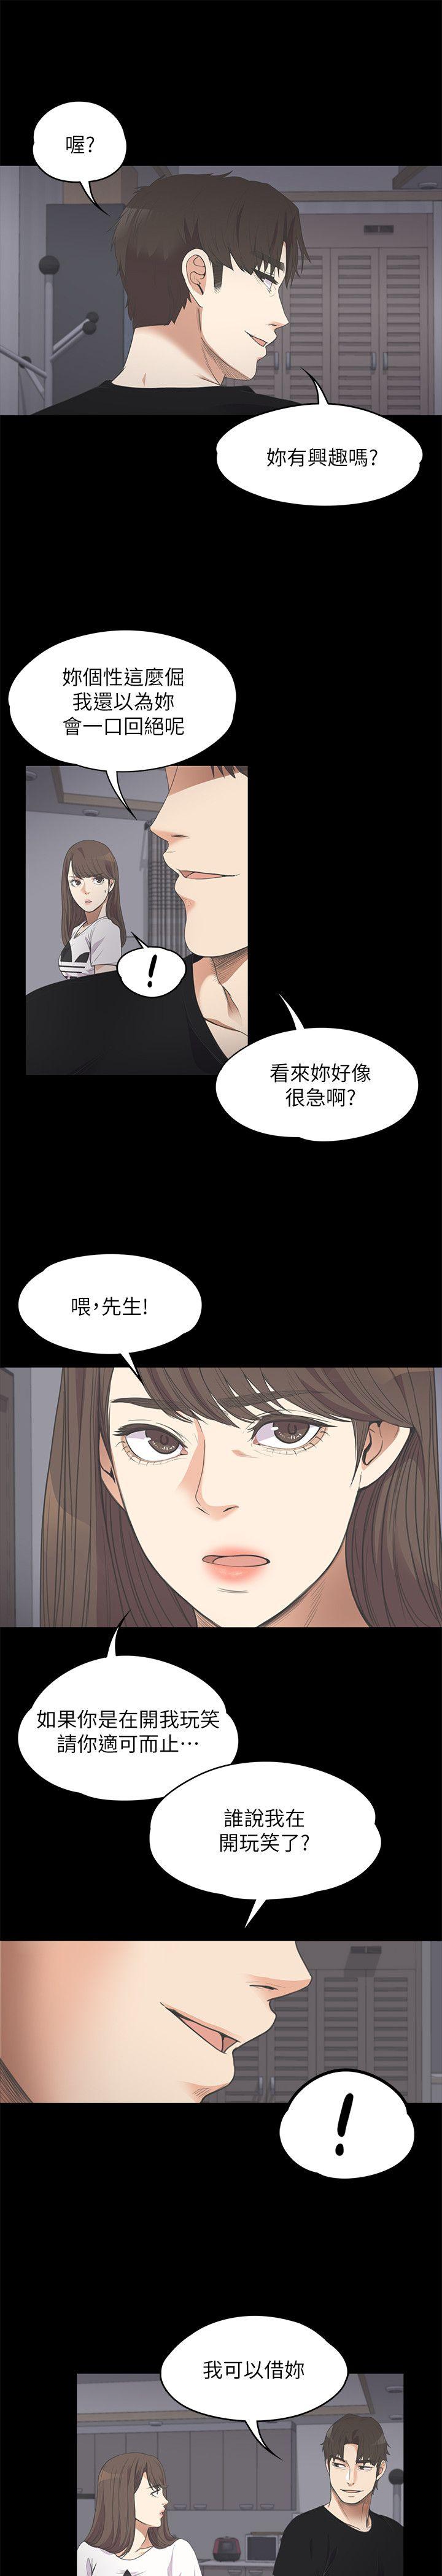 喔?
妳有興趣嗎?
妳個性這麼倔
我還以為妳
會一口回絕呢
!
看來妳好像
很急啊?
喂,先生!
如果你是在開我玩笑
請你適可而止⋯
誰說我在
開玩笑了?
!
我可以借妳